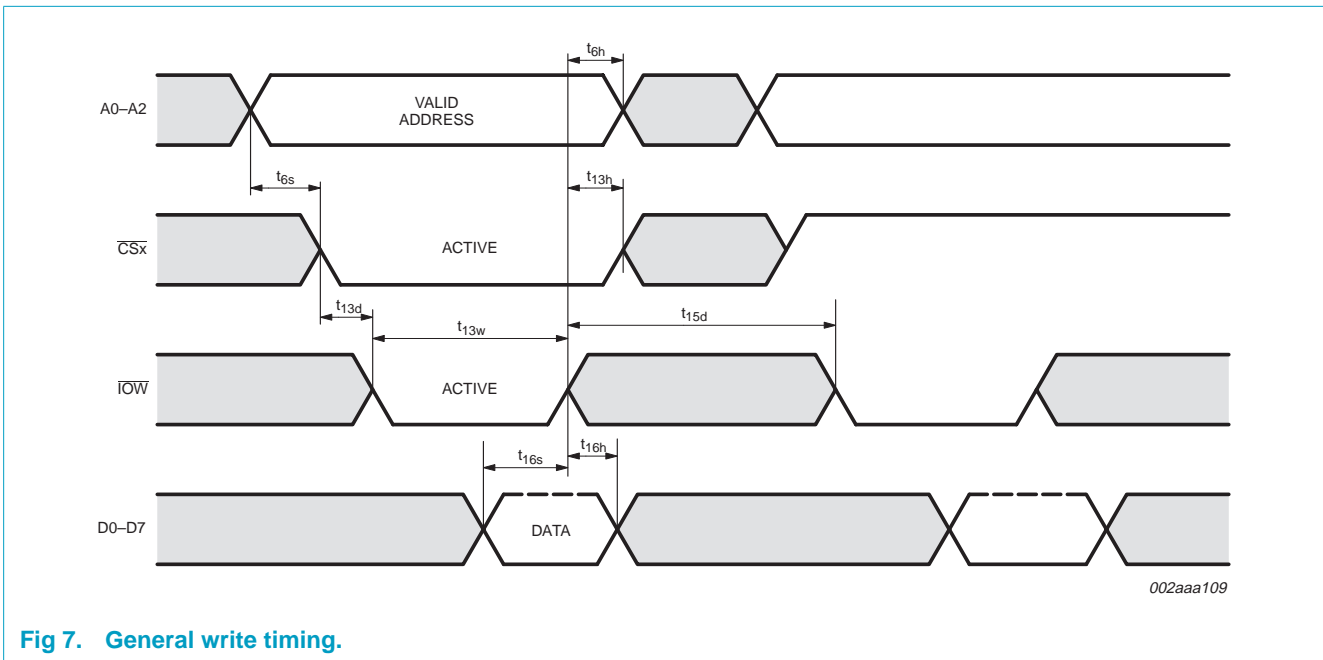 t6h
A0–A2
VALID
ADDRESS
t6s
t13h
CSx
ACTIVE
t13d
t13w
t15d
IOW
ACTIVE
t16s
t16h
D0–D7
DATA
002aaa109
Fig 7. General write timing.